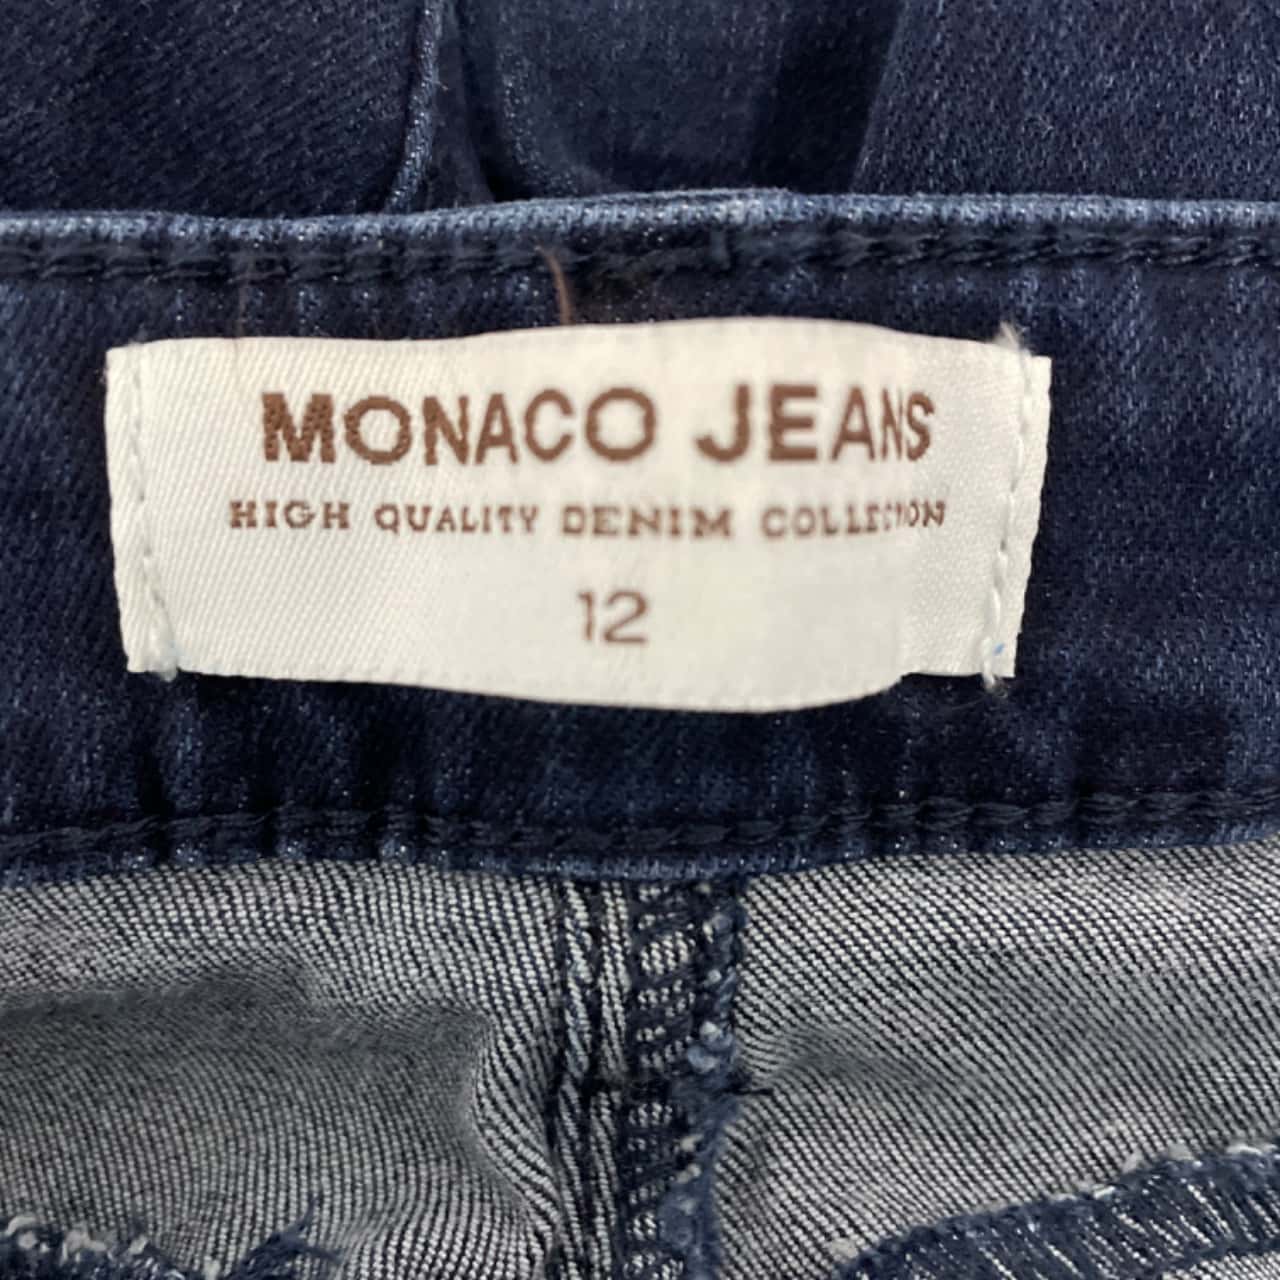 MONACO JEANS
HIGH QUALITY DENIM COLLECTION
12